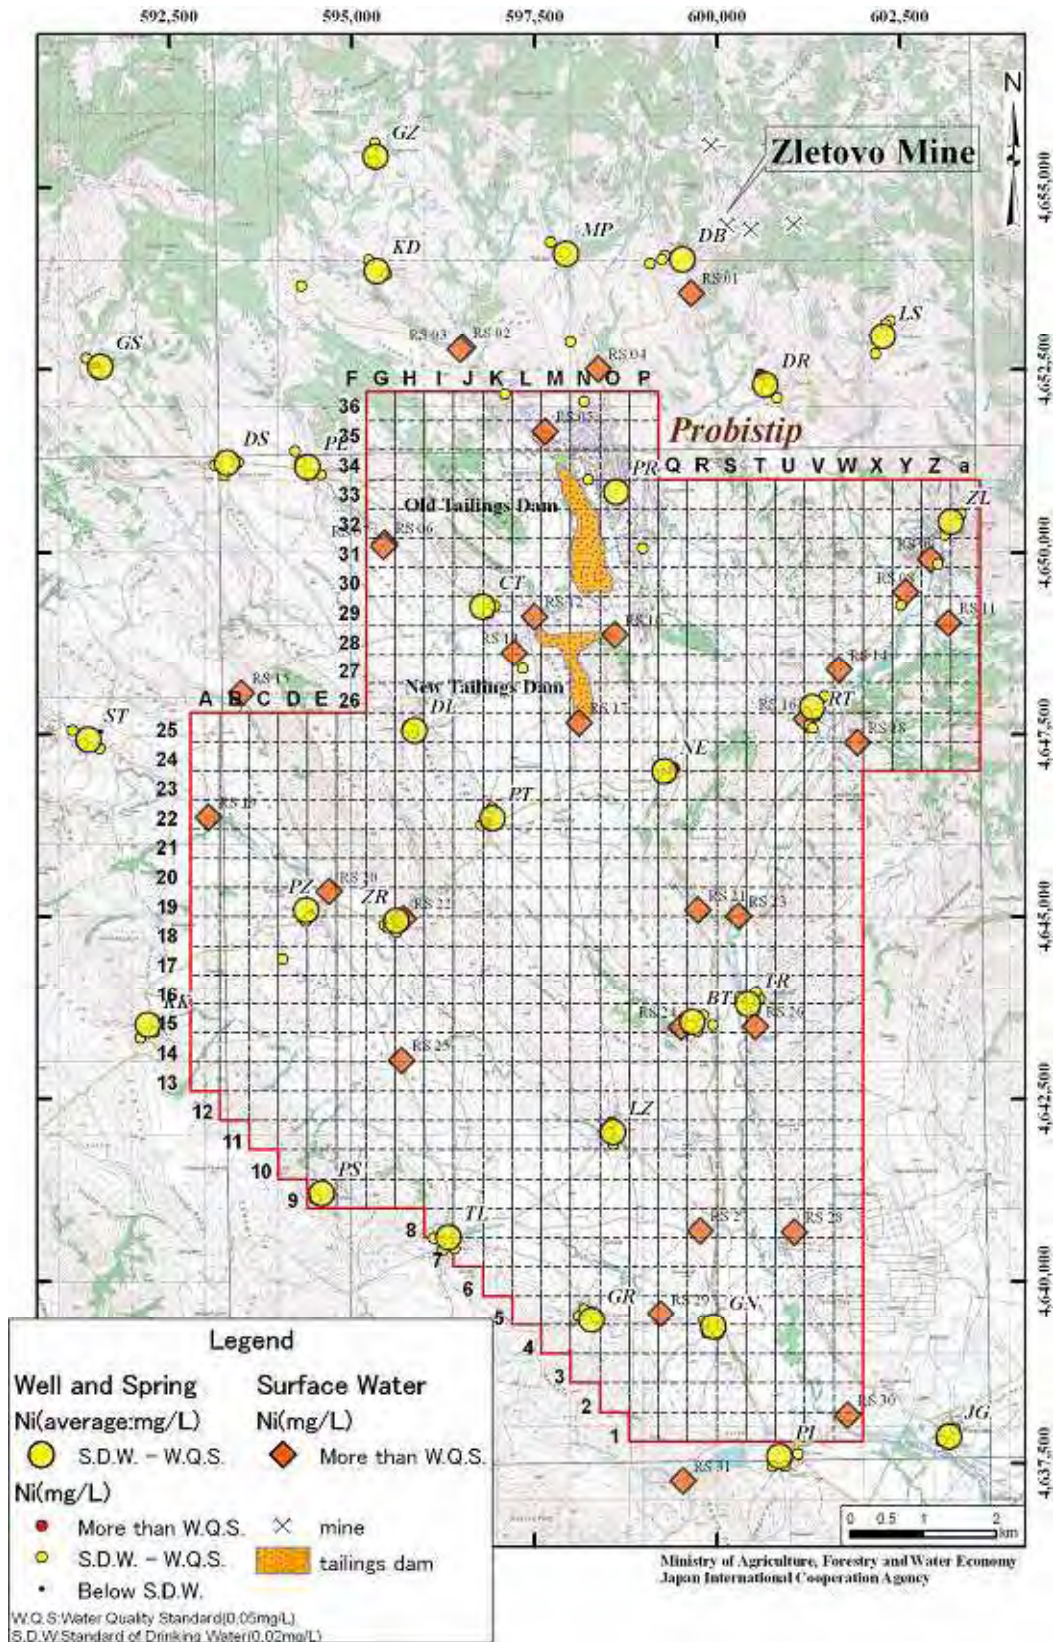 592,500 595,000 597,500 600,000 602,500
N
GZ
Zletovo Mine
4,655,000
KD
MP
DB
RS 01
LS
RS 03
RS 02
GS
RS 04
DR
4,652,500
F G H I J K L M N O P
36
35
RS 05
Probistip
DS
PL
34
PR
Q R S T U V W X Y Z a
33
Old Tailings Dam
ZL
32
31
4,650,000
30
CT
29
RS 12
RS 11
28
27
RS 14
New Tailings Dam
26
A B C D E
RT
RS 16
ST
25
DL
RS 17
4,647,500
RS 18
24
NE
23
PT
22
RS 19
21
20
PZ
RS 20
ZR
RS 21
19
RS 22
RS 23
4,645,000
18
17
16
TR
KK
15
BT
RS 24
RS 26
14
RS 25
13
4,642,500
12
LZ
11
10
PS
9
TL
8
RS 28
7
4,640,000
6
GR
RS 29
GN
5
4
3
2
RS 30
JG
1
PI
RS 31
4,637,500
Legend
Well and Spring
Ni(average:mg/L)
S.D.W. – W.Q.S.
Ni(mg/L)
More than W.Q.S.
S.D.W. – W.Q.S.
Below S.D.W.
Surface Water
Ni(mg/L)
More than W.Q.S.
mine
tailings dam
W.Q.S:Water Quality Standard(0.05mg/L)
S.D.W:Standard of Drinking Water(0.02mg/L)
0 0.5 1 2
km
Ministry of Agriculture, Forestry and Water Economy
Japan International Cooperation Agency